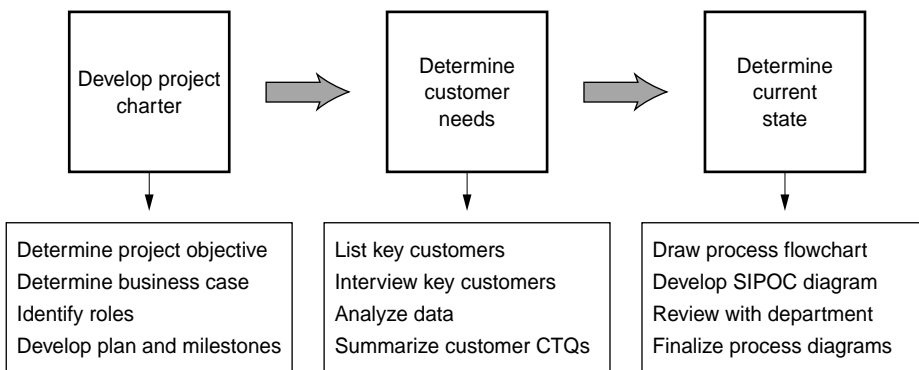 Develop project
charter
Determine
customer
needs
Determine
current
state
Determine project objective
Determine business case
Identify roles
Develop plan and milestones
List key customers
Interview key customers
Analyze data
Summarize customer CTQs
Draw process flowchart
Develop SIPOC diagram
Review with department
Finalize process diagrams